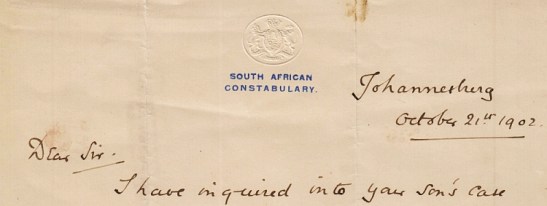 SOUTH AFRICAN
CONSTABULARY.
Johannesburg
October 21st 1902.
Dear Sir.
I have inquired into your son's case